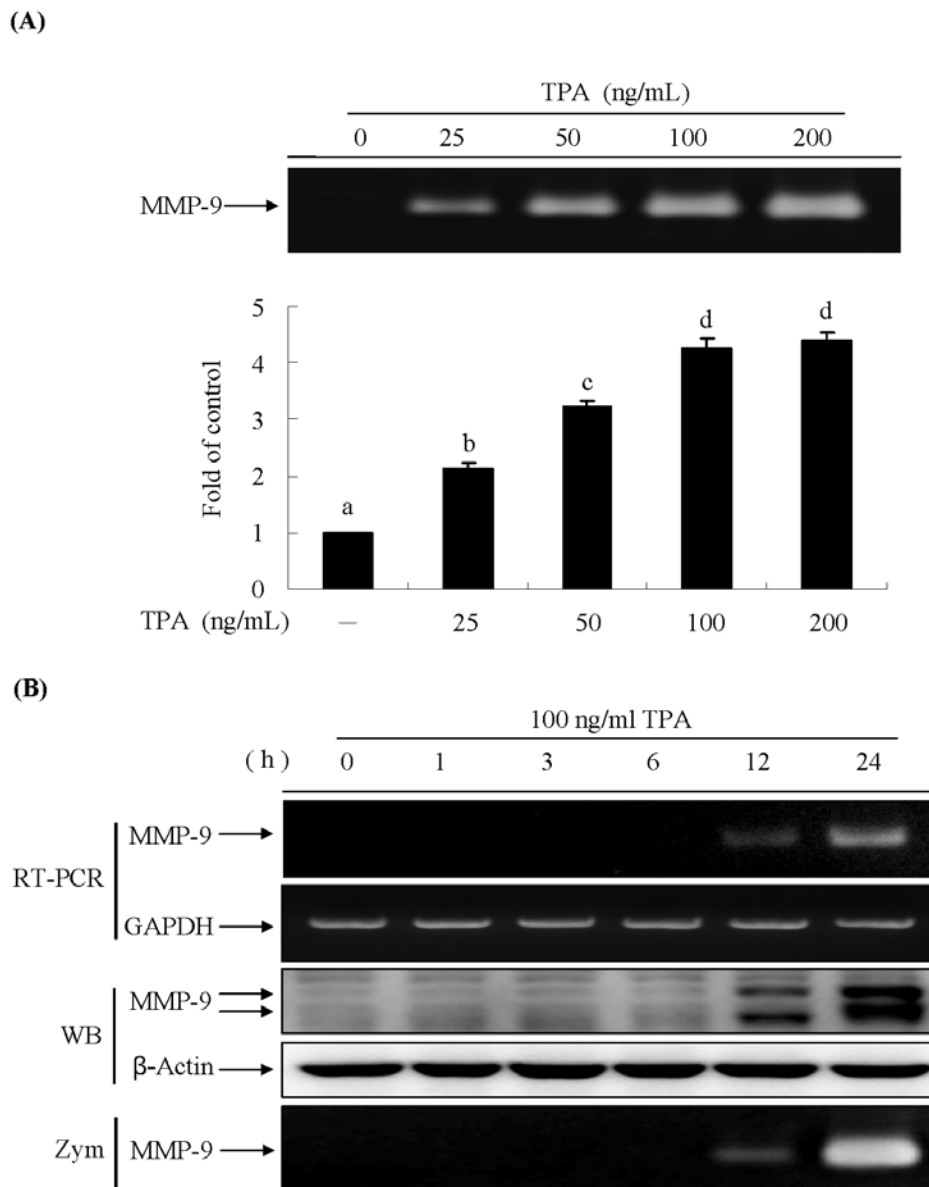 (A)
TPA (ng/mL)
0 25 50 100 200
MMP-9
5
4
3
2
1
0
Fold of control
a b c d d
TPA (ng/mL) — 25 50 100 200
(B)
100 ng/ml TPA
( h ) 0 1 3 6 12 24
RT-PCR
MMP-9
GAPDH
WB
MMP-9
β-Actin
Zym
MMP-9